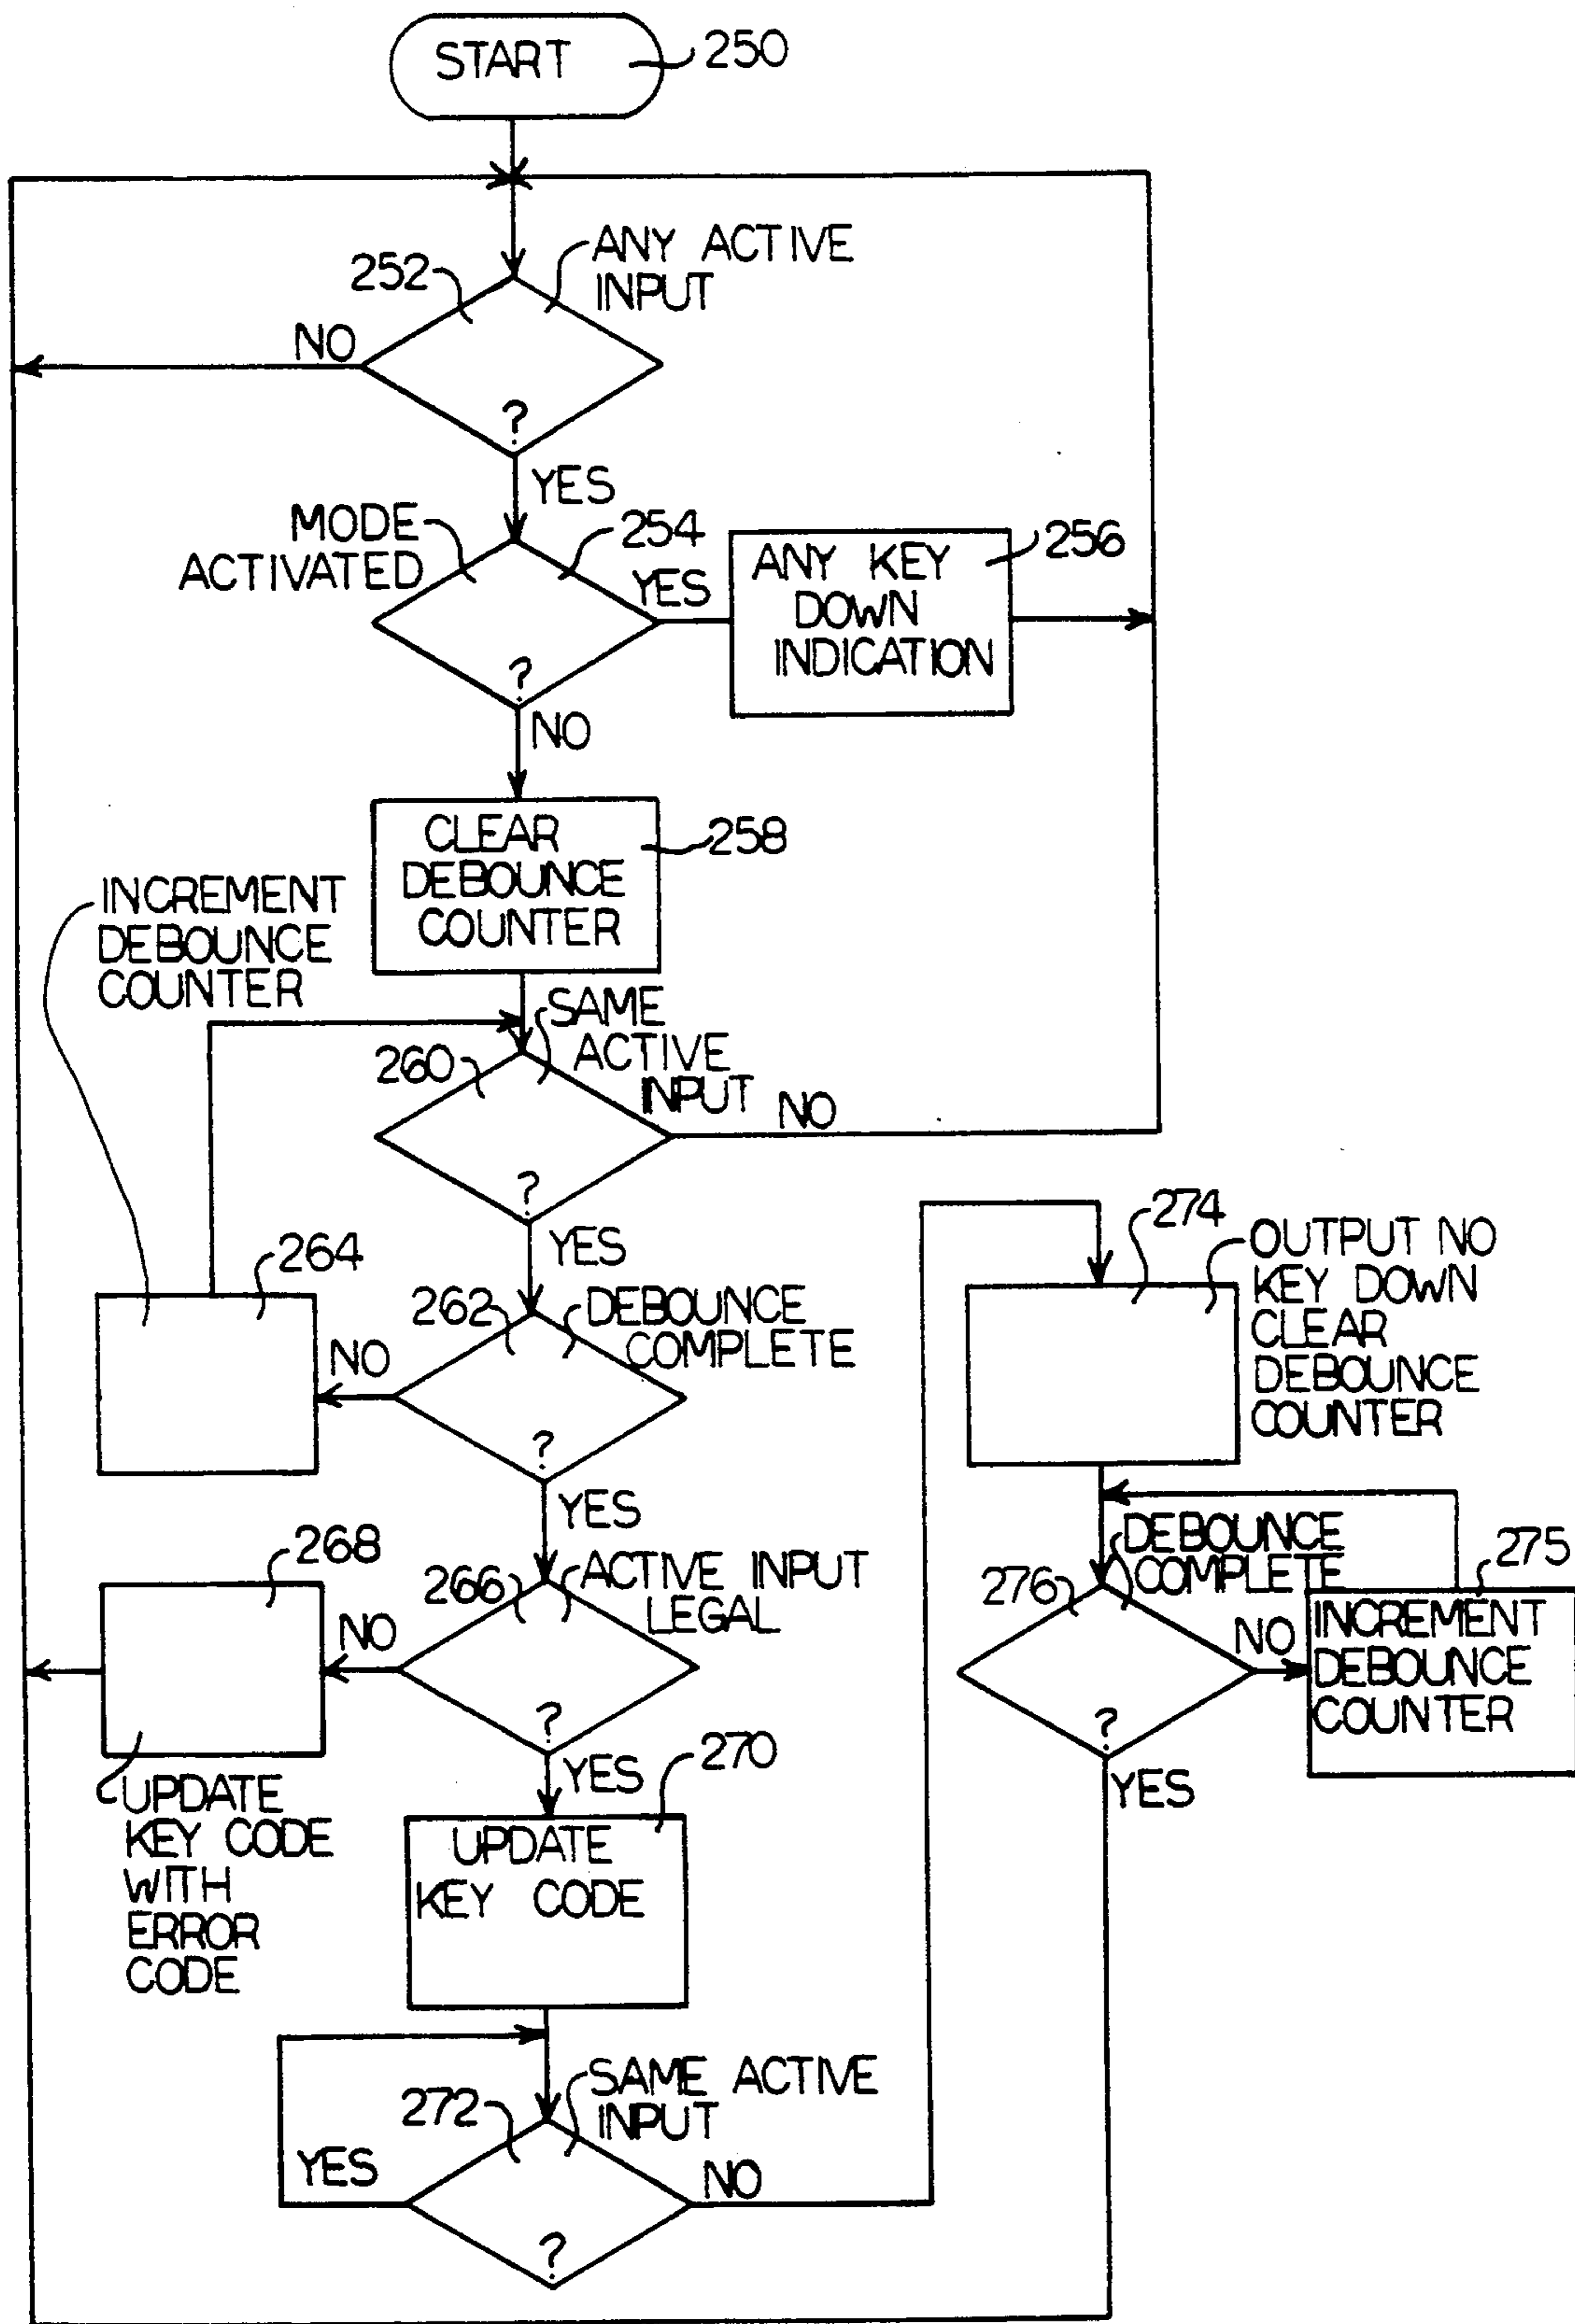 START
250
252
ANY ACTIVE
INPUT
NO
?
YES
MODE
ACTIVATED
254
YES
ANY KEY
DOWN
INDICATION
256
?
NO
CLEAR
DEBOUNCE
COUNTER
258
INCREMENT
DEBOUNCE
COUNTER
SAME
ACTIVE
INPUT
260
NO
?
YES
264
262
DEBOUNCE
COMPLETE
NO
?
YES
268
266
ACTIVE INPUT
LEGAL
NO
?
YES
UPDATE
KEY CODE
WITH
ERROR
CODE
270
UPDATE
KEY CODE
272
SAME ACTIVE
INPUT
YES
NO
?
274
OUTPUT NO
KEY DOWN
CLEAR
DEBOUNCE
COUNTER
276
DEBOUNCE
COMPLETE
NO
275
INCREMENT
DEBOUNCE
COUNTER
?
YES